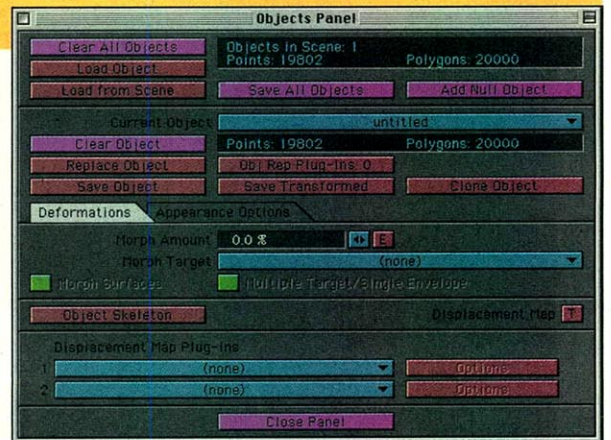 Objects Panel
Clear All Objects
Objects in Scene: 1
Load Object
Points: 19802 Polygons: 20000
Load from Scene Save All Objects Add Null Object
Current Object untitled
Clear Object Points: 19802 Polygons: 20000
Replace Object Obj Rep Plug-Ins: 0
Save Object Save Transformed Clone Object
Deformations Appearance Options
Morph Amount 0.0 % E
Morph Target (none)
Morph Surfaces Multiple Target/Single Envelope
Object Skeleton Displacement Map T
Displacement Map Plug-ins
1 (none) Options
2 (none) Options
Close Panel